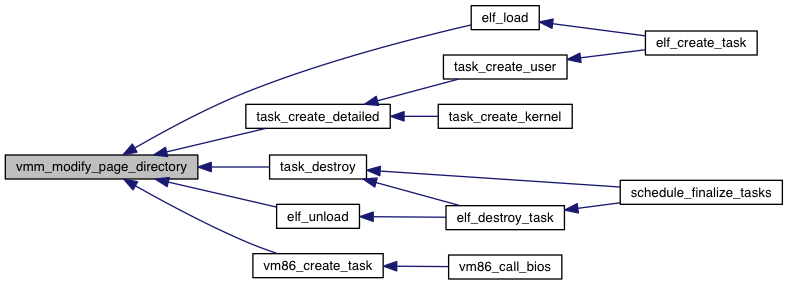 elf_load
elf_create_task
task_create_user
task_create_detailed
task_create_kernel
vmm_modify_page_directory
task_destroy
schedule_finalize_tasks
elf_unload
elf_destroy_task
vm86_create_task
vm86_call_bios